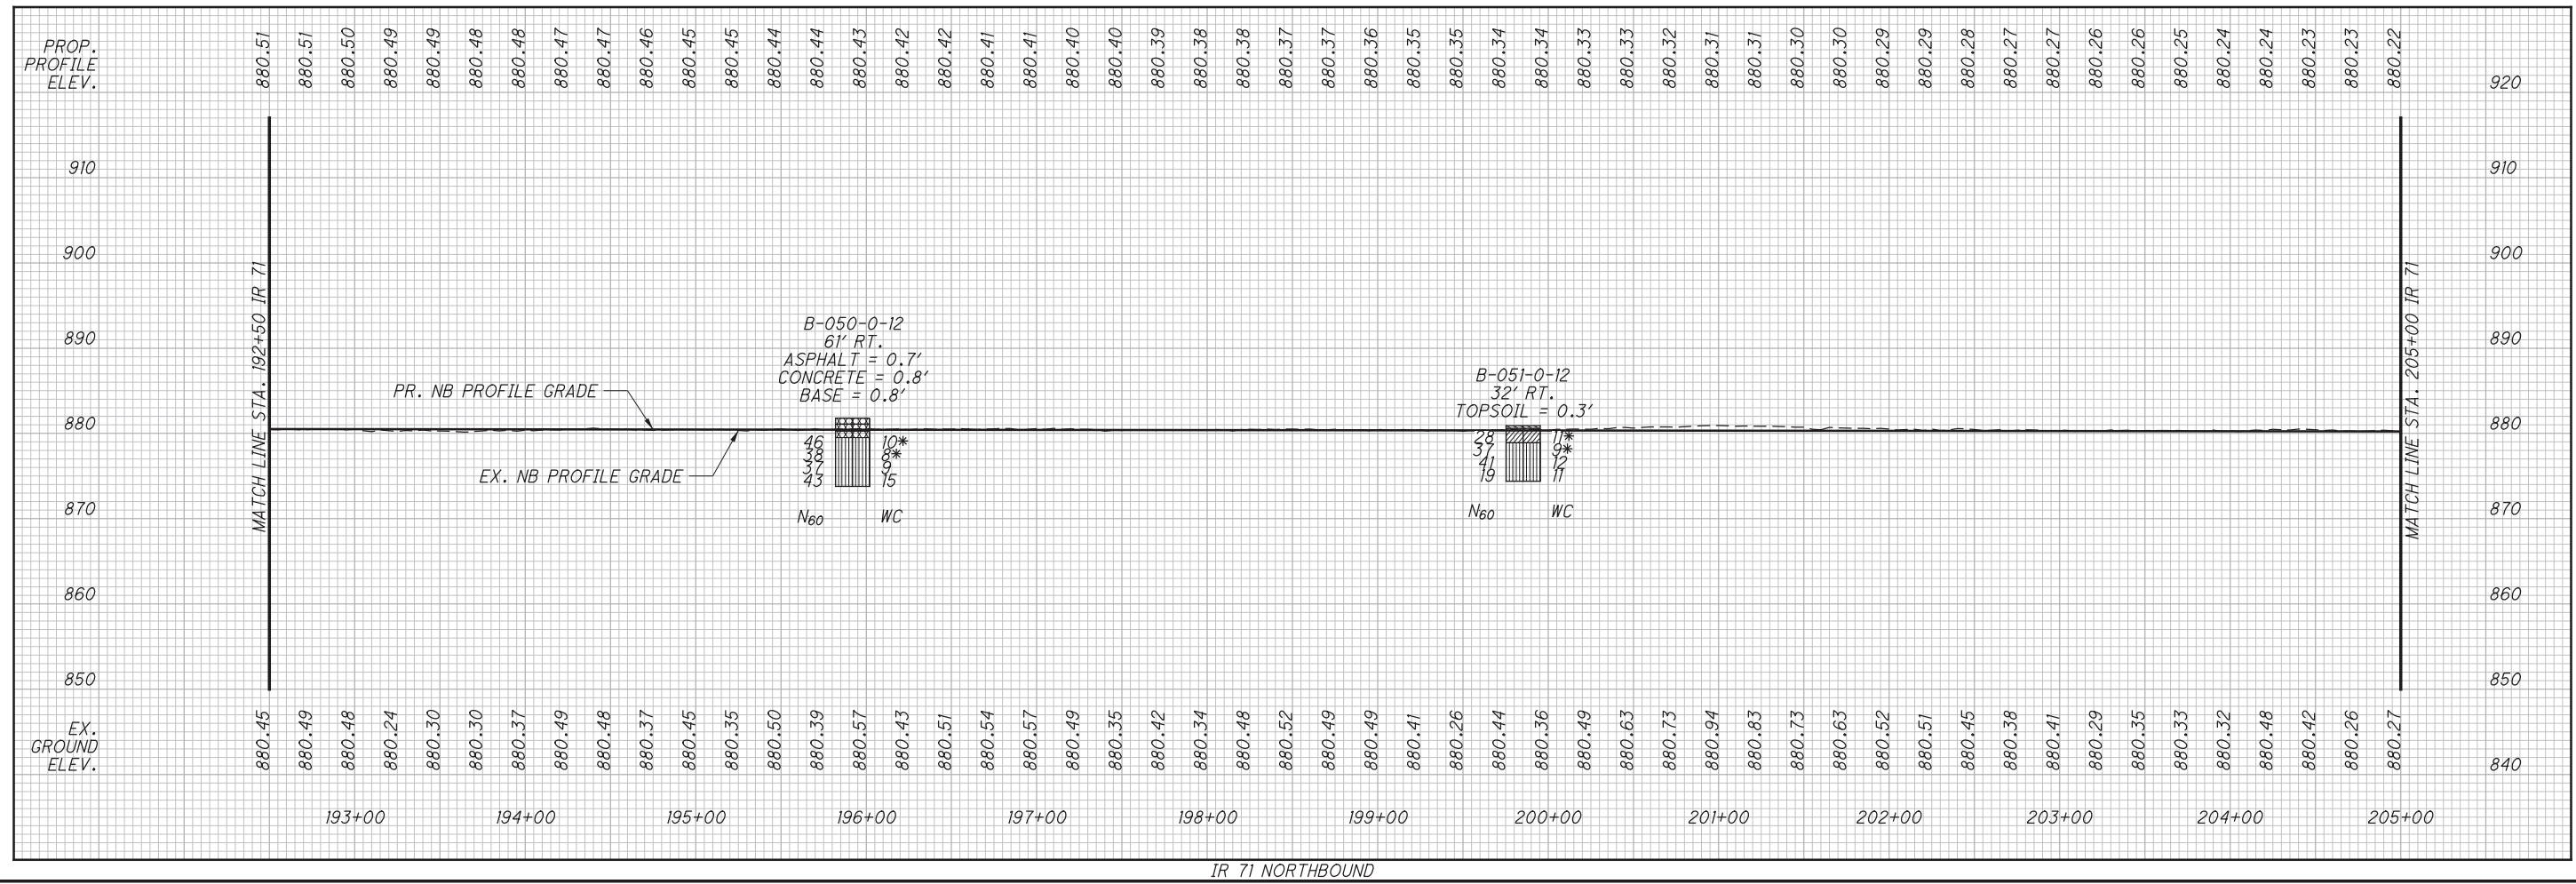 PROP.
PROFILE
ELEV.
880.51 880.51 880.50 880.49 880.49 880.48 880.48 880.47 880.47 880.46 880.45 880.45 880.44 880.44 880.43 880.42 880.42 880.41 880.41 880.40 880.40 880.39 880.38 880.38 880.37 880.37 880.36 880.35 880.35 880.34 880.34 880.33 880.33 880.32 880.31 880.31 880.30 880.30 880.29 880.29 880.28 880.27 880.27 880.26 880.26 880.25 880.24 880.24 880.23 880.23 880.22
920
910 910
900 900
890 890
880 880
870 870
860 860
850 850
840
MATCH LINE STA. 192+50 IR 71
PR. NB PROFILE GRADE
EX. NB PROFILE GRADE
B-050-0-12
61' RT.
ASPHALT = 0.7'
CONCRETE = 0.8'
BASE = 0.8'
46 10*
38 8*
37 9
43 15
N60 WC
B-051-0-12
32' RT.
TOPSOIL = 0.3'
28 11*
37 9*
41 12
19 11
N60 WC
MATCH LINE STA. 205+00 IR 71
EX.
GROUND
ELEV.
880.45 880.49 880.48 880.24 880.30 880.30 880.37 880.49 880.48 880.37 880.45 880.35 880.50 880.39 880.57 880.43 880.51 880.54 880.57 880.49 880.35 880.42 880.34 880.48 880.52 880.49 880.49 880.41 880.26 880.44 880.36 880.49 880.63 880.73 880.94 880.83 880.73 880.63 880.52 880.51 880.45 880.38 880.41 880.29 880.35 880.33 880.32 880.48 880.42 880.26 880.27
193+00 194+00 195+00 196+00 197+00 198+00 199+00 200+00 201+00 202+00 203+00 204+00 205+00
IR 71 NORTHBOUND